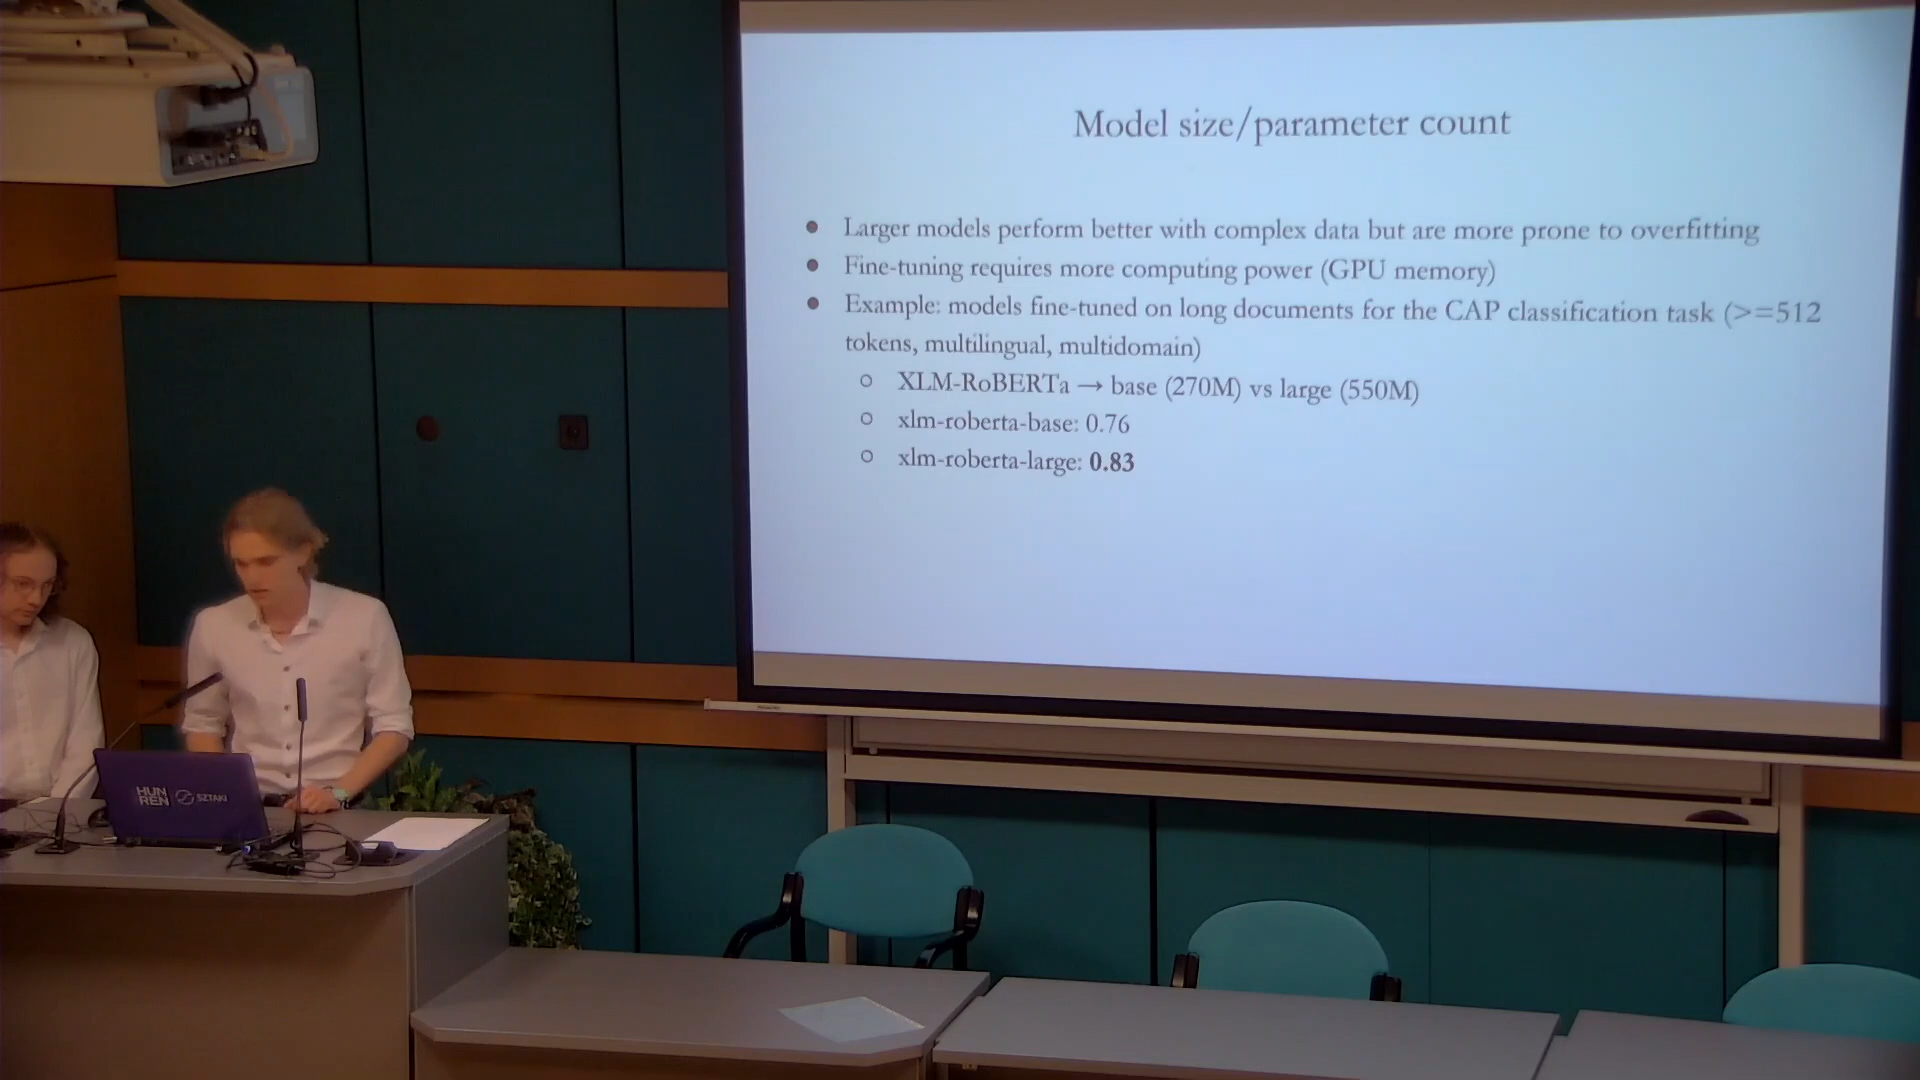 Model size/parameter count
● Larger models perform better with complex data but are more prone to overfitting
● Fine-tuning requires more computing power (GPU memory)
● Example: models fine-tuned on long documents for the CAP classification task (>=512
tokens, multilingual, multidomain)
○ XLM-RoBERTa → base (270M) vs large (550M)
○ xlm-roberta-base: 0.76
○ xlm-roberta-large: 0.83
HUN
REN
SZTAKI